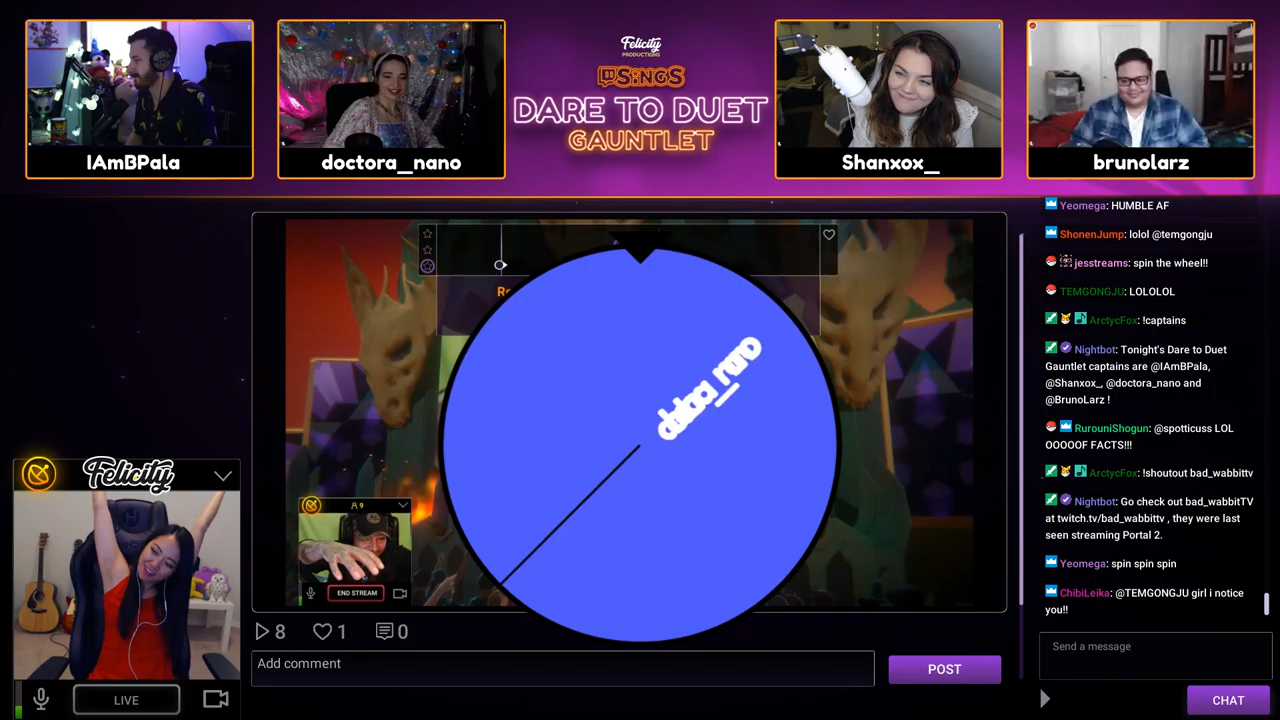 Felicity
PRODUCTIONS
SINGS
DARE TO DUET
GAUNTLET
IAmBPala
doctora_nano
Shanxox_
brunolarz
Yeomega: HUMBLE AF
ShonenJump: lolol @temgongju
jesstreams: spin the wheel!!
TEMGONGJU: LOLOLOL
ArctycFox: !captains
Nightbot: Tonight's Dare to Duet
Gauntlet captains are @IAmBPala,
@Shanxox_, @doctora_nano and
@BrunoLarz !
RurouniShogun: @spotticuss LOL
OOOOOF FACTS!!!
ArctycFox: !shoutout bad_wabbittv
Nightbot: Go check out bad_wabbitTV
at twitch.tv/bad_wabbittv , they were last
seen streaming Portal 2.
Yeomega: spin spin spin
ChibiLeika: @TEMGONGJU girl i notice
you!!
Send a message
CHAT
doctora_nano
9
END STREAM
Felicity
LIVE
8
1
0
Add comment
POST